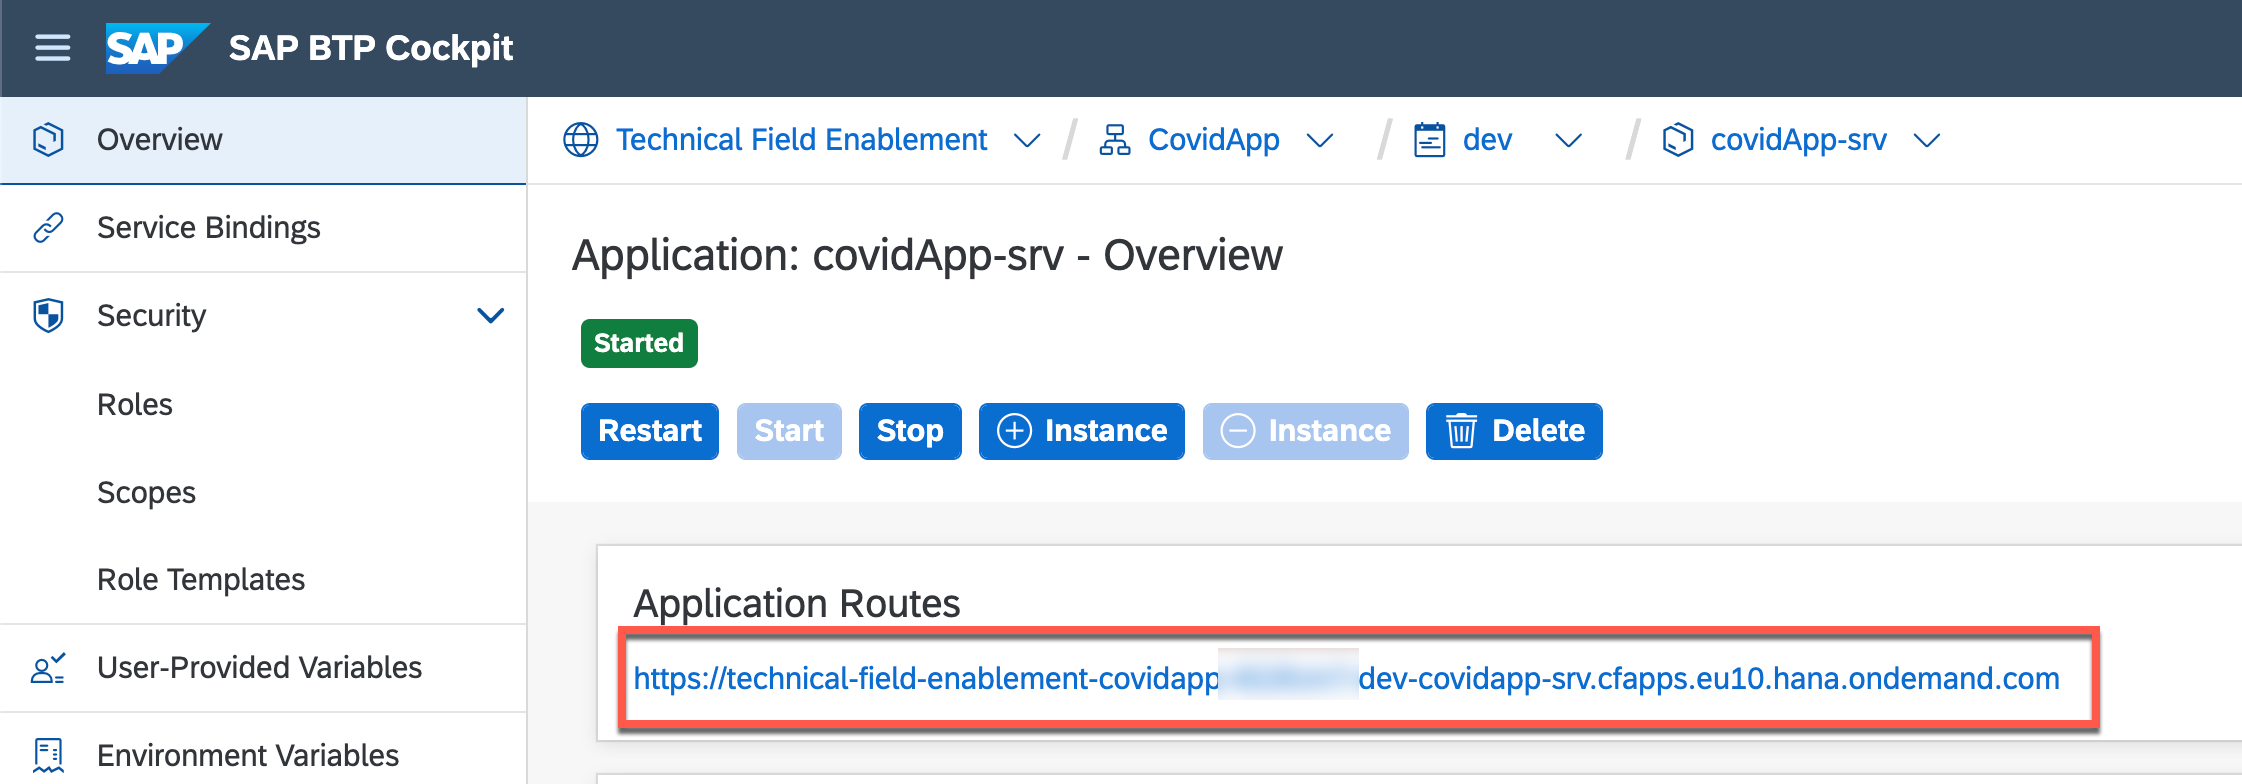 SAP SAP BTP Cockpit
Overview
Service Bindings
Security
Roles
Scopes
Role Templates
User-Provided Variables
Environment Variables
Technical Field Enablement / CovidApp / dev / covidApp-srv
Application: covidApp-srv - Overview
Started
Restart Start Stop Instance Instance Delete
Application Routes
https://technical-field-enablement-covidapp dev-covidapp-srv.cfapps.eu10.hana.ondemand.com